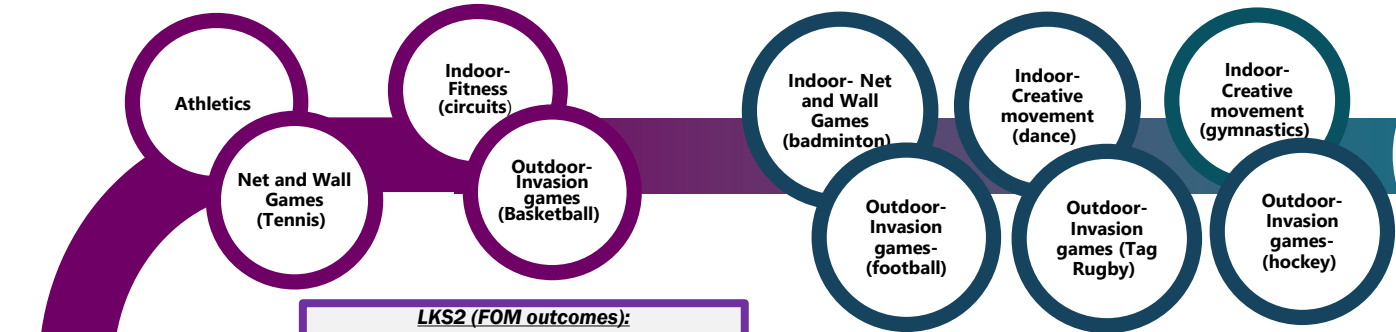 Athletics
Net and Wall
Games
(Tennis)
Indoor-
Fitness
(circuits)
Outdoor-
Invasion
games
(Basketball)
Indoor- Net
and Wall
Games
(badminton)
Outdoor-
Invasion
games-
(football)
Indoor-
Creative
movement
(dance)
Outdoor-
Invasion
games (Tag
Rugby)
Indoor-
Creative
movement
(gymnastics)
Outdoor-
Invasion
games-
(hockey)
LKS2 (FOM outcomes):